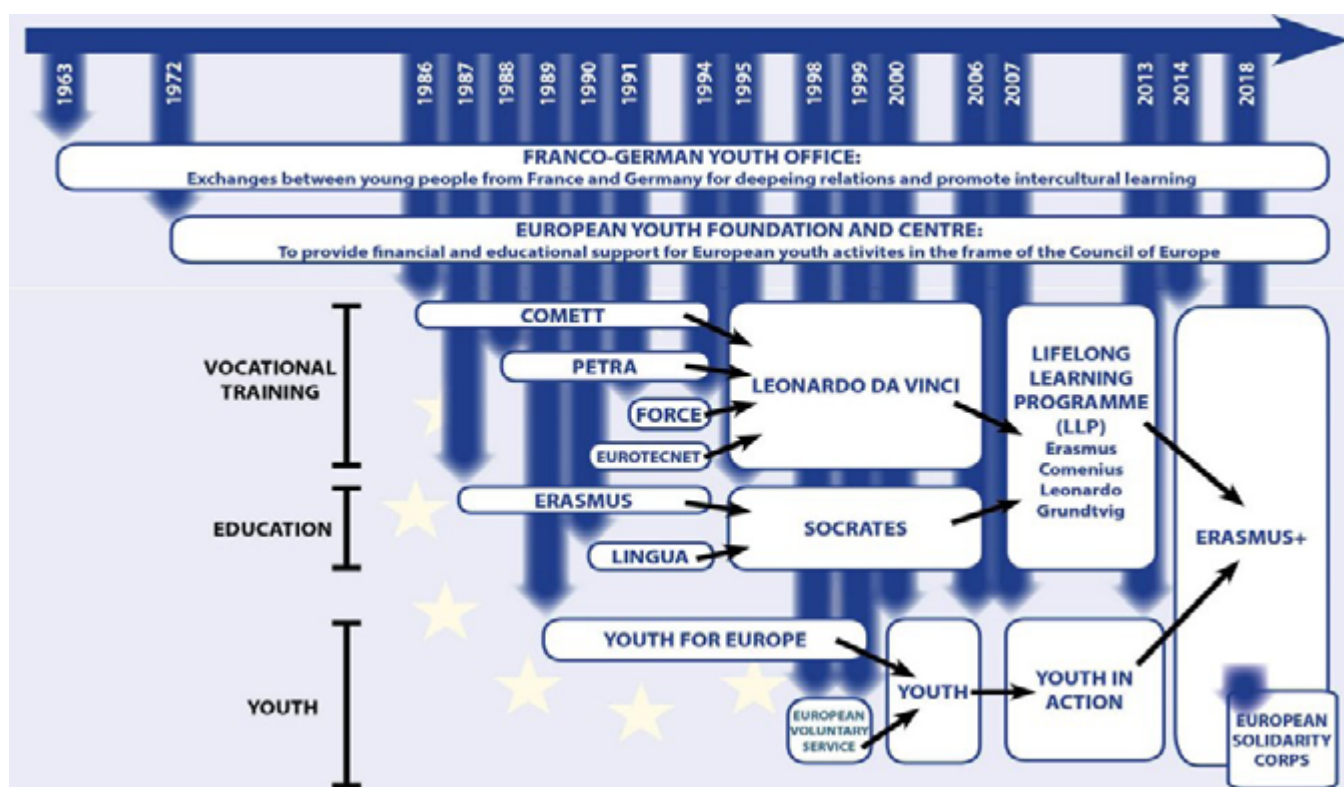 1963
1972
1986
1987
1988
1989
1990
1991
1994
1995
1998
1999
2000
2006
2007
2013
2014
2018
FRANCO-GERMAN YOUTH OFFICE:
Exchanges between young people from France and Germany for deepeing relations and promote intercultural learning
EUROPEAN YOUTH FOUNDATION AND CENTRE:
To provide financial and educational support for European youth activites in the frame of the Council of Europe
VOCATIONAL
TRAINING
COMETT
PETRA
FORCE
EUROTECNET
LEONARDO DA VINCI
LIFELONG
LEARNING
PROGRAMME
(LLP)
Erasmus
Comenius
Leonardo
Grundtvig
EDUCATION
ERASMUS
LINGUA
SOCRATES
ERASMUS+
YOUTH
YOUTH FOR EUROPE
EUROPEAN
VOLUNTARY
SERVICE
YOUTH
YOUTH IN
ACTION
EUROPEAN
SOLIDARITY
CORPS